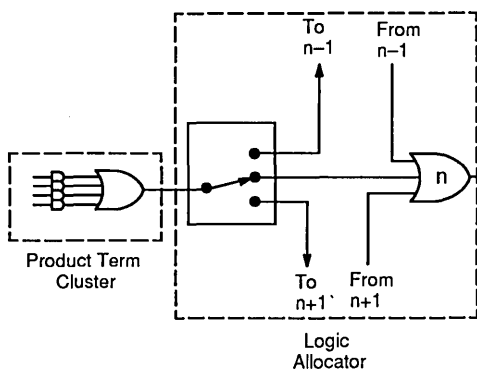 To
n–1
From
n–1
n
Product Term
Cluster
To
n+1`
From
n+1
Logic
Allocator